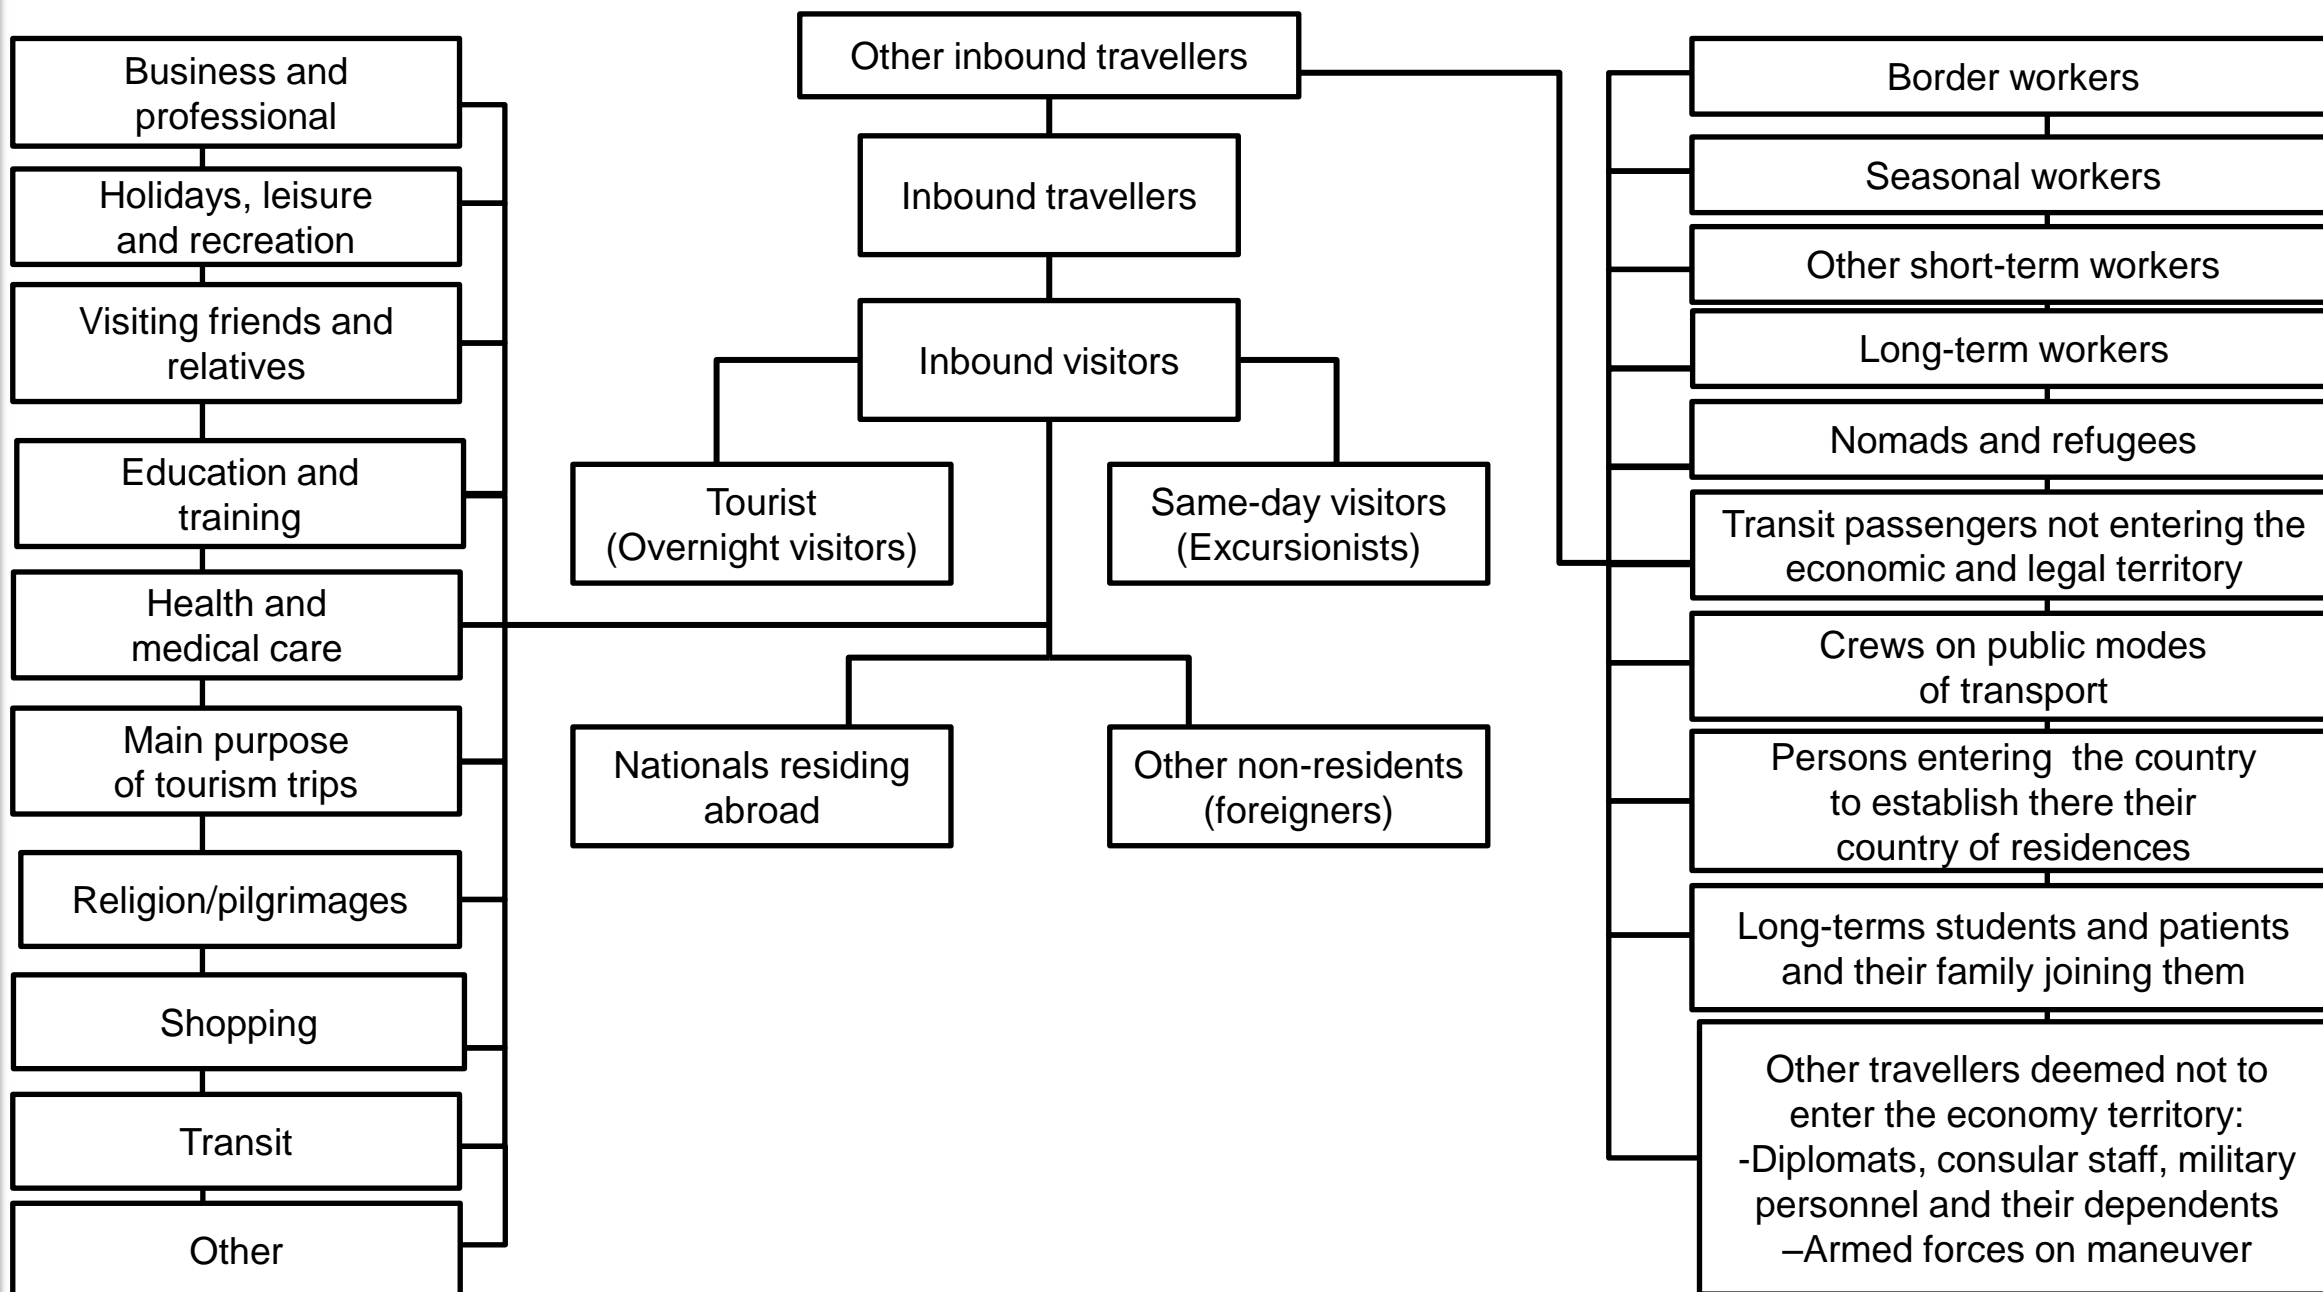 Business and
professional
Holidays, leisure
and recreation
Visiting friends and
relatives
Education and
training
Health and
medical care
Main purpose
of tourism trips
Religion/pilgrimages
Shopping
Transit
Other
Other inbound travellers
Inbound travellers
Inbound visitors
Tourist
(Overnight visitors)
Same-day visitors
(Excursionists)
Nationals residing
abroad
Other non-residents
(foreigners)
Border workers
Seasonal workers
Other short-term workers
Long-term workers
Nomads and refugees
Transit passengers not entering the
economic and legal territory
Crews on public modes
of transport
Persons entering  the country
to establish there their
country of residences
Long-terms students and patients
and their family joining them
Other travellers deemed not to
enter the economy territory:
-Diplomats, consular staff, military
personnel and their dependents
–Armed forces on maneuver